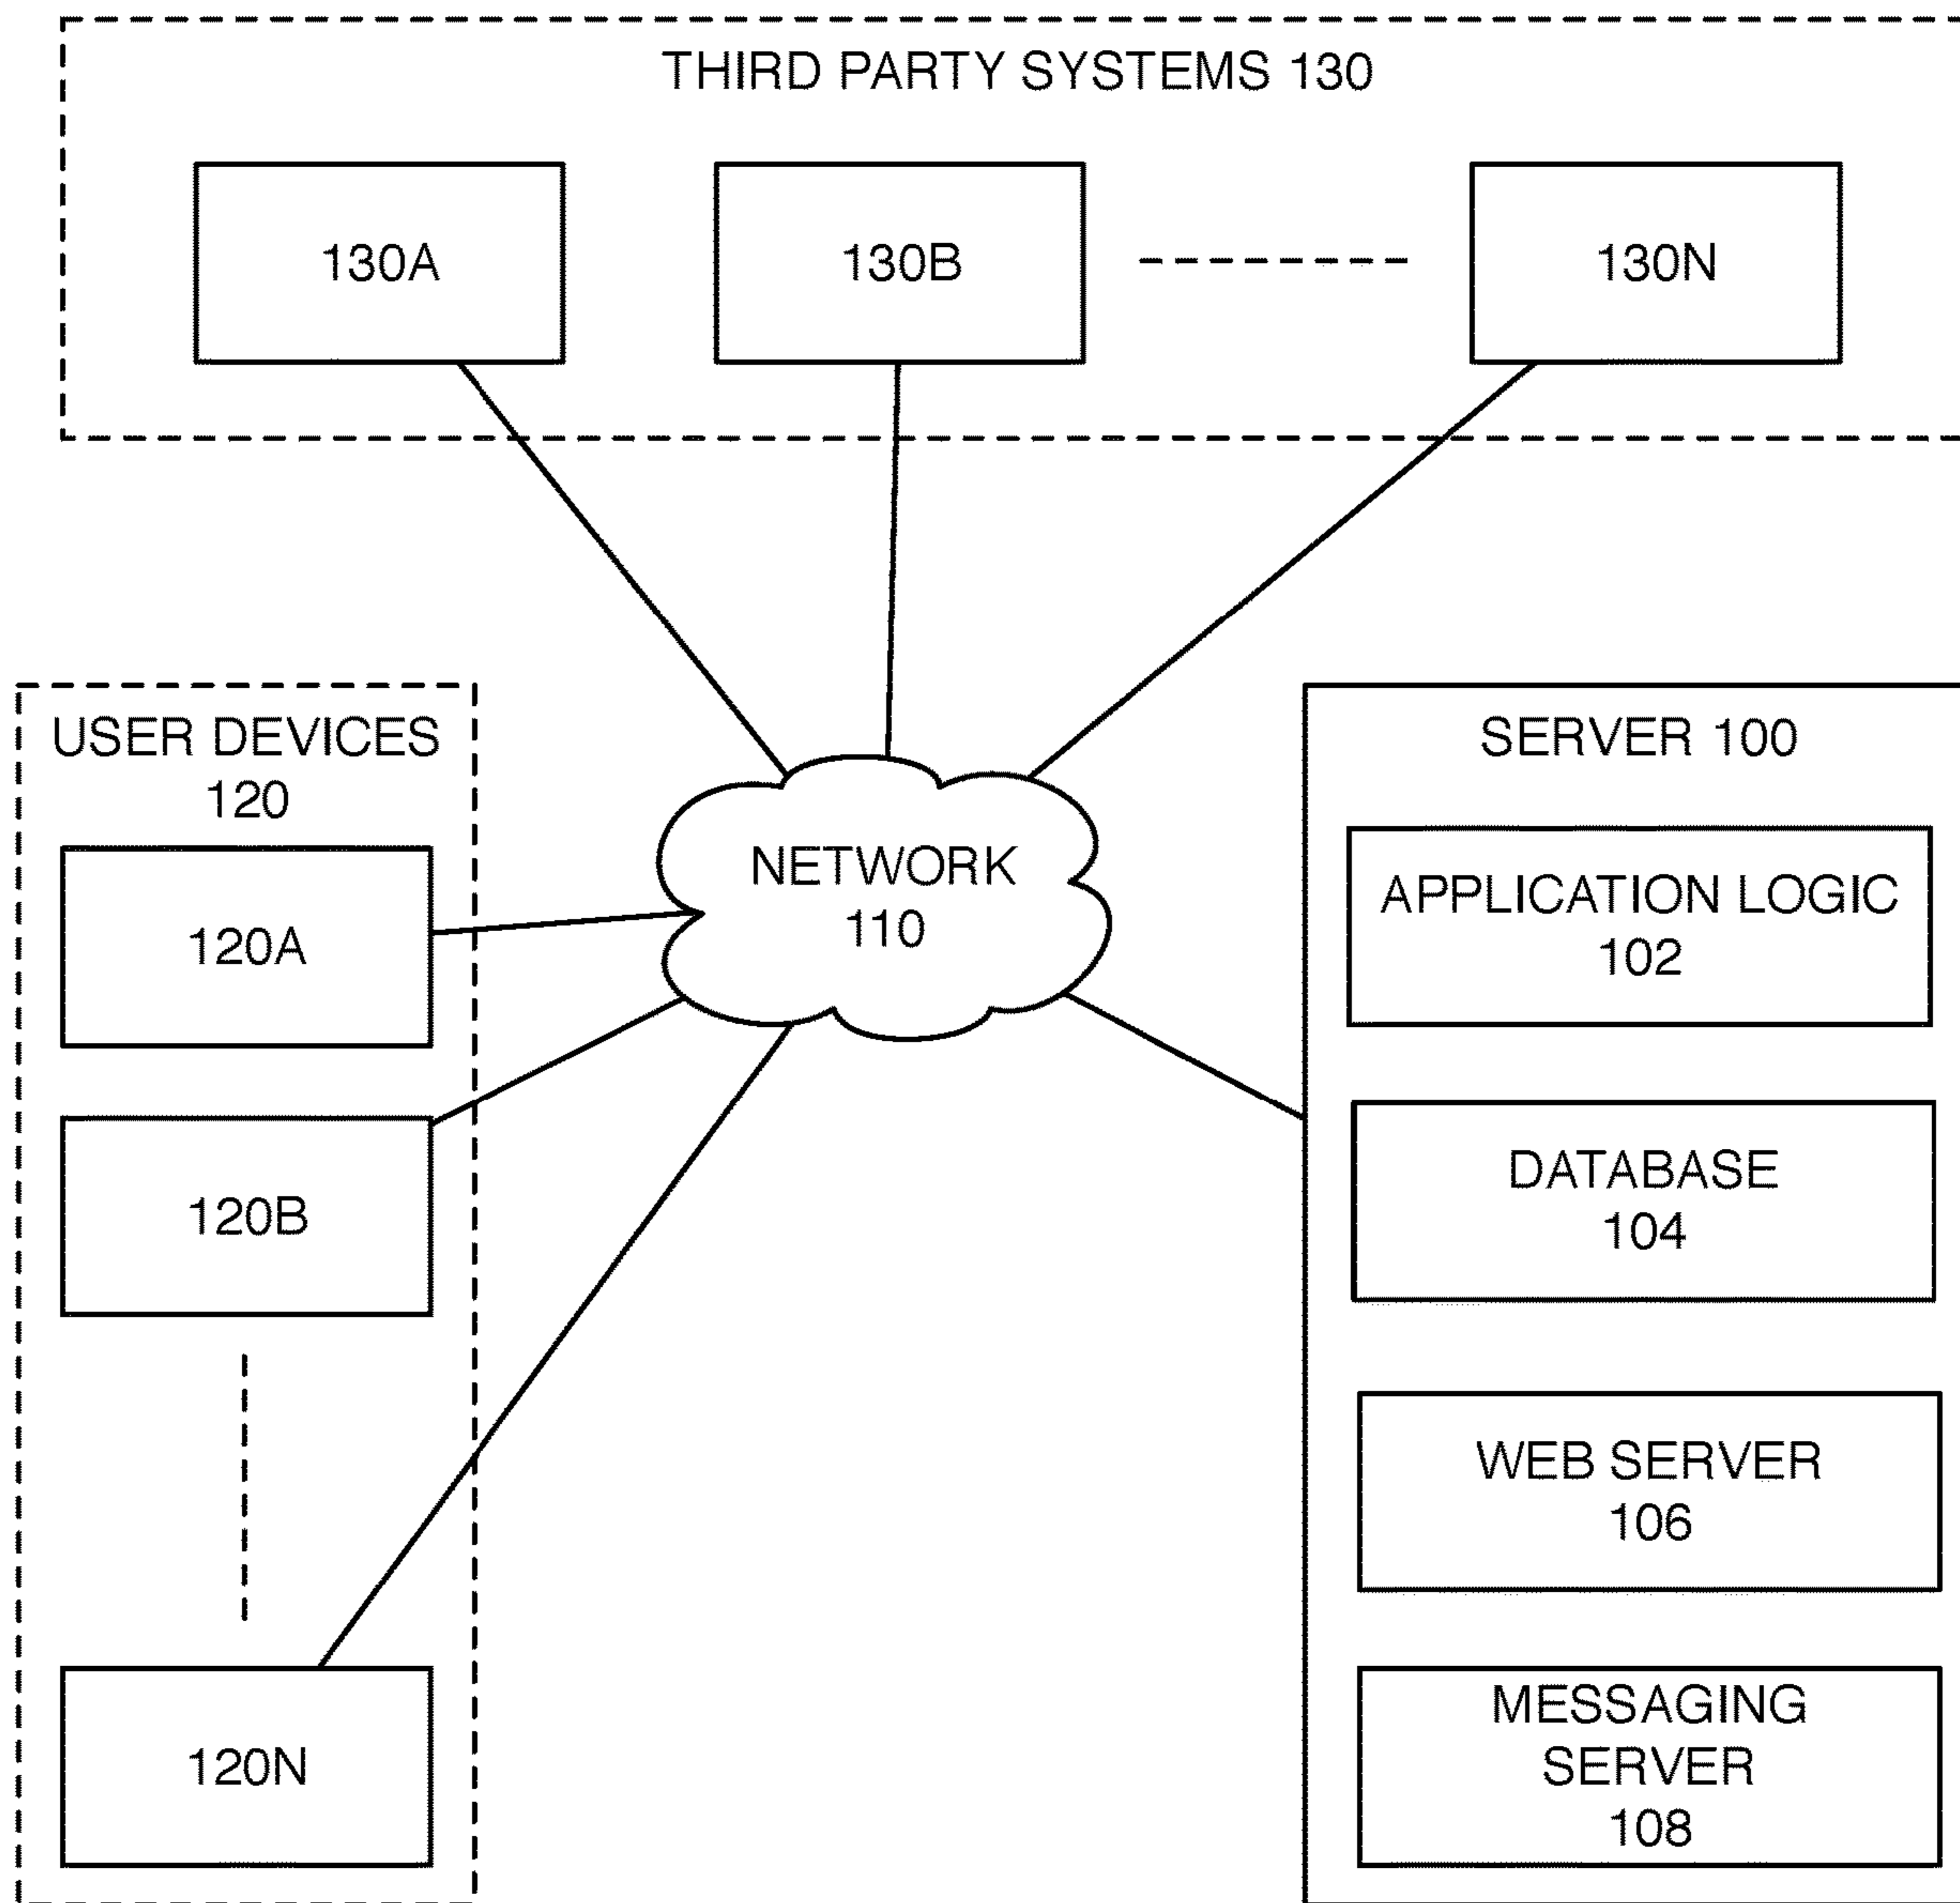 THIRD PARTY SYSTEMS 130
130A
130B
130N
USER DEVICES
120
120A
120B
120N
NETWORK
110
SERVER 100
APPLICATION LOGIC
102
DATABASE
104
WEB SERVER
106
MESSAGING
SERVER
108